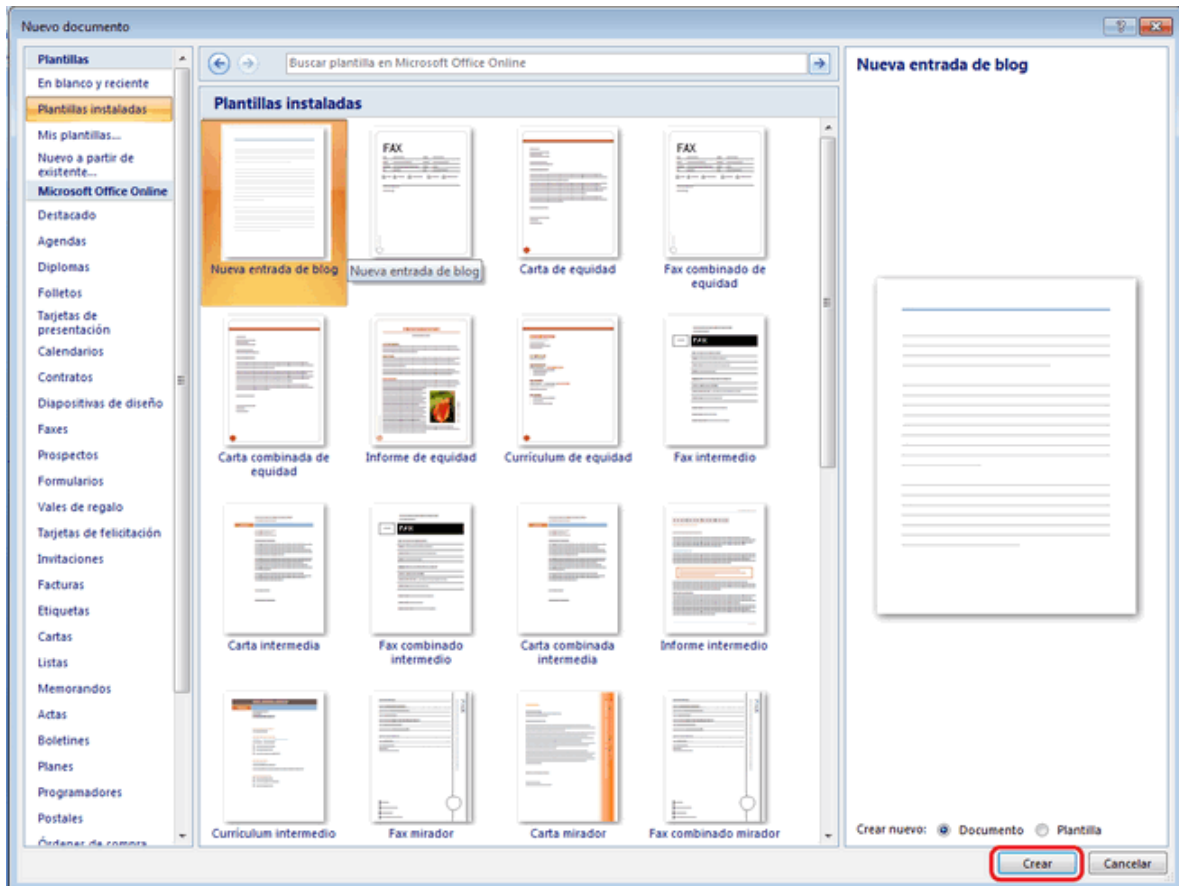 Nuevo documento
Plantillas
En blanco y reciente
Plantillas instaladas
Mis plantillas...
Nuevo a partir de
existente...
Microsoft Office Online
Destacado
Agendas
Diplomas
Folletos
Tarjetas de
presentación
Calendarios
Contratos
Diapositivas de diseño
Faxes
Prospectos
Formularios
Vales de regalo
Tarjetas de felicitación
Invitaciones
Facturas
Etiquetas
Cartas
Listas
Memorandos
Actas
Boletines
Planes
Programadores
Postales
Órdenes de compra
Buscar plantilla en Microsoft Office Online
Plantillas instaladas
FAX
FAX
Nueva entrada de blog
Nueva entrada de blog
Carta de equidad
Fax combinado de
equidad
FAX
Carta combinada de
equidad
Informe de equidad
Currículum de equidad
Fax intermedio
FAX
Carta intermedia
Fax combinado
intermedio
Carta combinada
intermedia
Informe intermedio
FAX
FAX
Currículum intermedio
Fax mirador
Carta mirador
Fax combinado mirador
Nueva entrada de blog
Crear nuevo: Documento Plantilla
Crear Cancelar